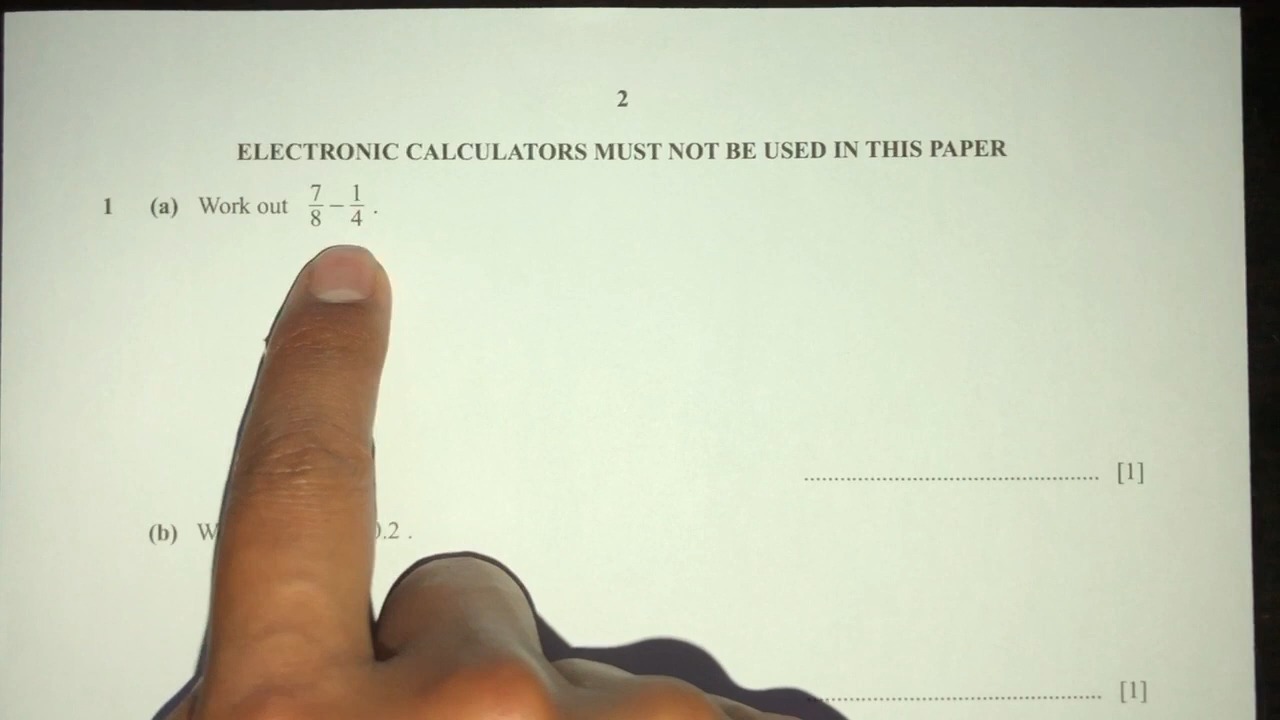 2
ELECTRONIC CALCULATORS MUST NOT BE USED IN THIS PAPER
1 (a) Work out 7/8 − 1/4 .
[1]
(b) .2 .
[1]